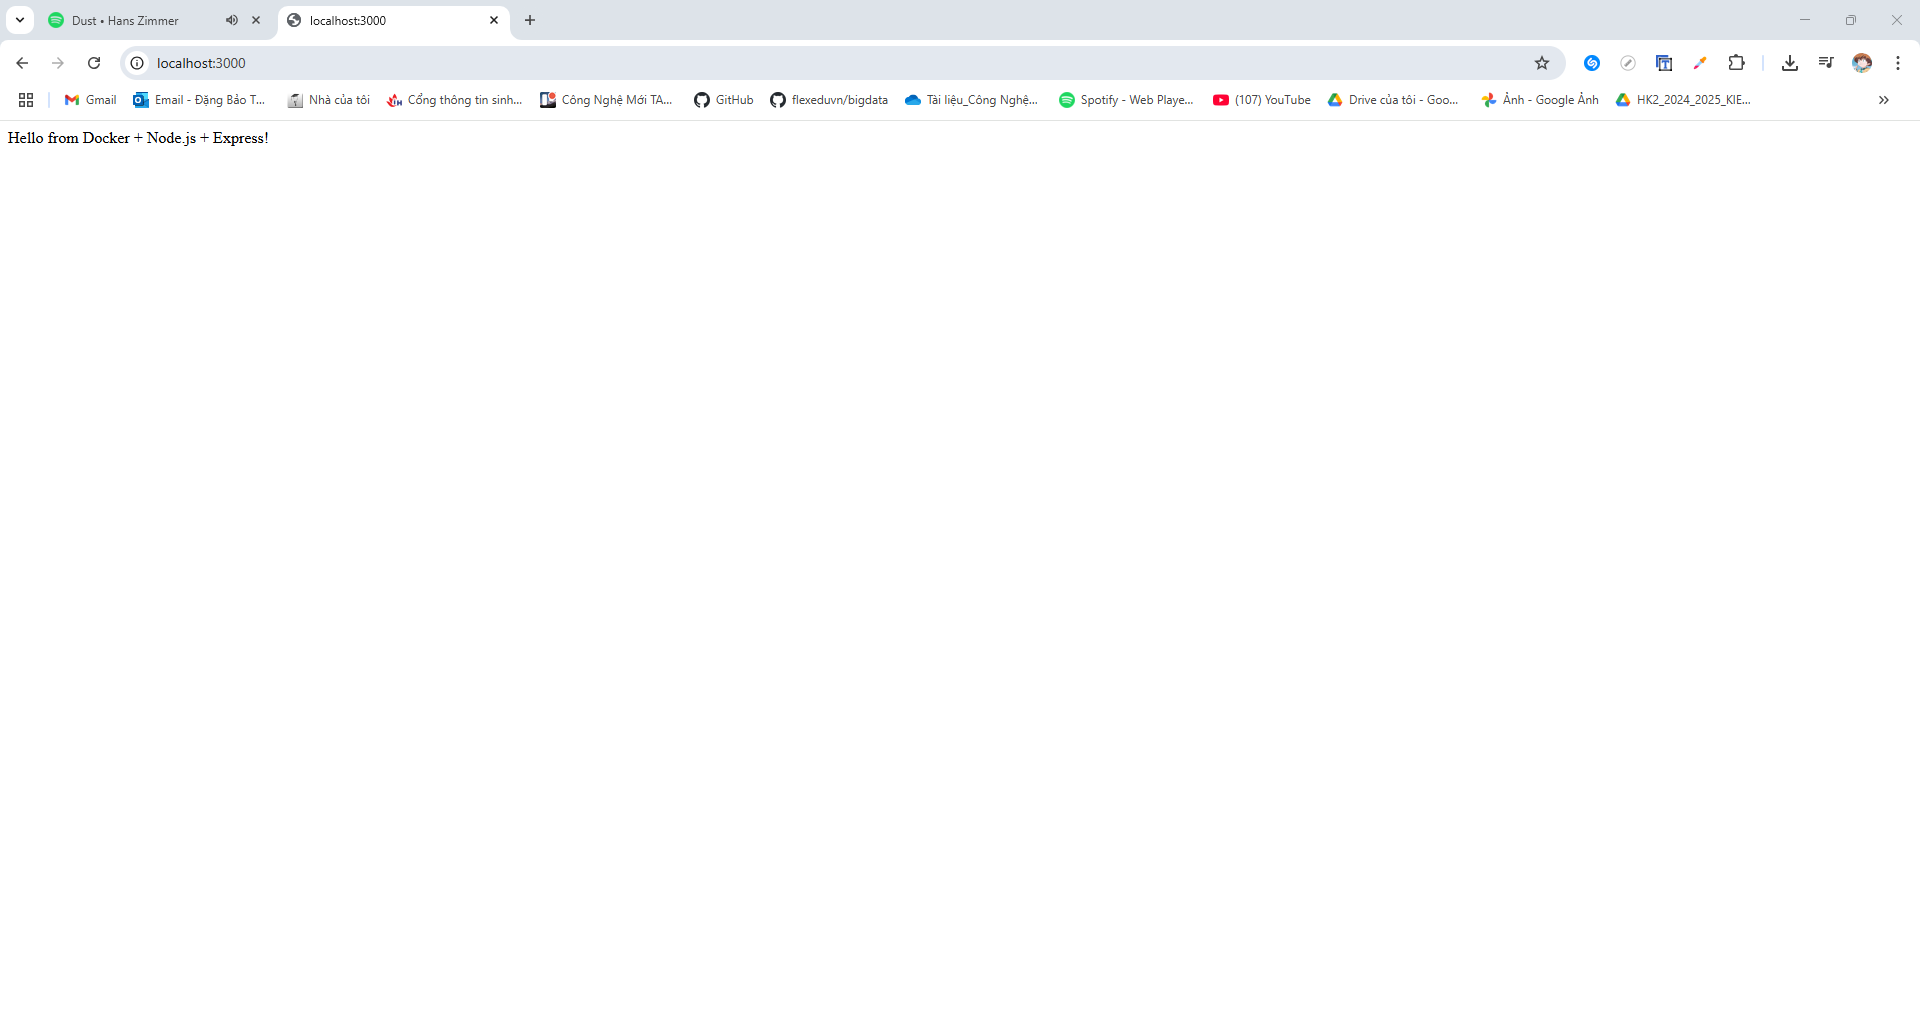 Dust • Hans Zimmer
localhost:3000
localhost:3000
Gmail
Email - Đặng Bảo T...
Nhà của tôi
Cổng thông tin sinh...
Công Nghệ Mới TA...
GitHub
flexeduvn/bigdata
Tài liệu_Công Nghệ...
Spotify - Web Playe...
(107) YouTube
Drive của tôi - Goo...
Ảnh - Google Ảnh
HK2_2024_2025_KIE...
Hello from Docker + Node.js + Express!